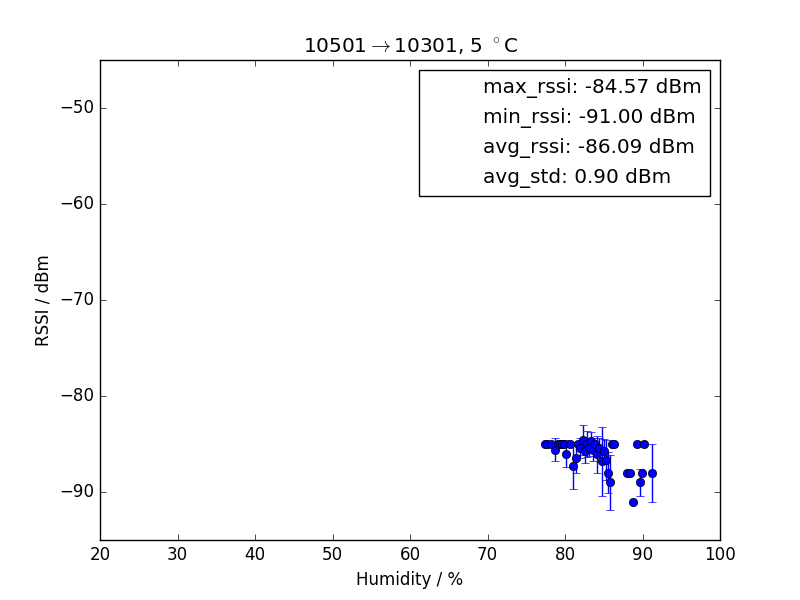 10501→10301, 5 °C
max_rssi: -84.57 dBm
min_rssi: -91.00 dBm
avg_rssi: -86.09 dBm
avg_std: 0.90 dBm
RSSI / dBm
−50
−60
−70
−80
−90
20 30 40 50 60 70 80 90 100
Humidity / %